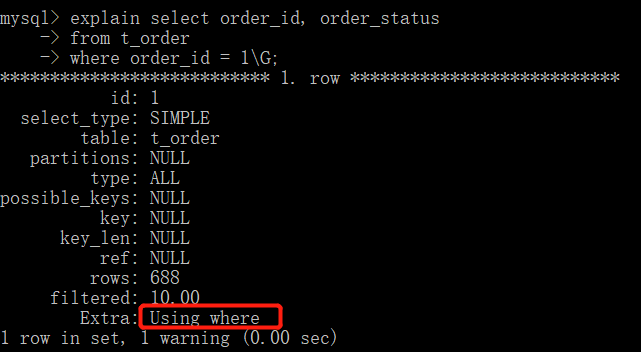 mysql> explain select order_id, order_status
    -> from t_order
    -> where order_id = 1\G;
*************************** 1. row ***************************
           id: 1
  select_type: SIMPLE
        table: t_order
   partitions: NULL
         type: ALL
possible_keys: NULL
          key: NULL
      key_len: NULL
          ref: NULL
         rows: 688
     filtered: 10.00
        Extra: Using where
1 row in set, 1 warning (0.00 sec)